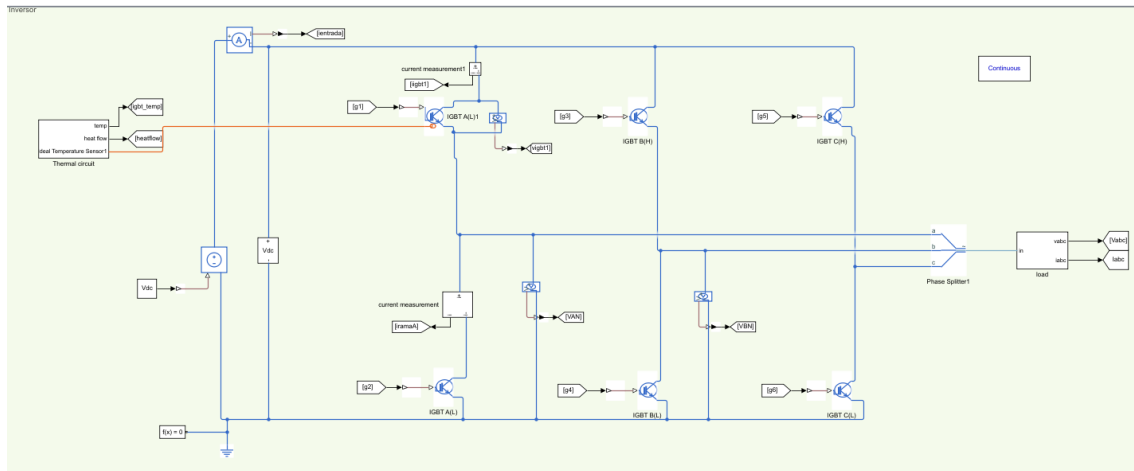 Inversor
A
[Ientrada]
current measurement1
[iigbt1]
Continuous
[igbt_temp]
[g1]
IGBT A(L)1
[g3]
[g5]
temp
heat flow
[heatflow]
deal Temperature Sensor1
Thermal circuit
[vigbt1]
IGBT B(H)
IGBT C(H)
a
b
c
Phase Splitter1
in
vabc
iabc
load
[Vabc]
Iabc
Vdc
+
Vdc
-
current measurement
[iramaA]
[VAN]
[VBN]
[g2]
IGBT A(L)
[g4]
IGBT B(L)
[g6]
IGBT C(L)
f(x) = 0